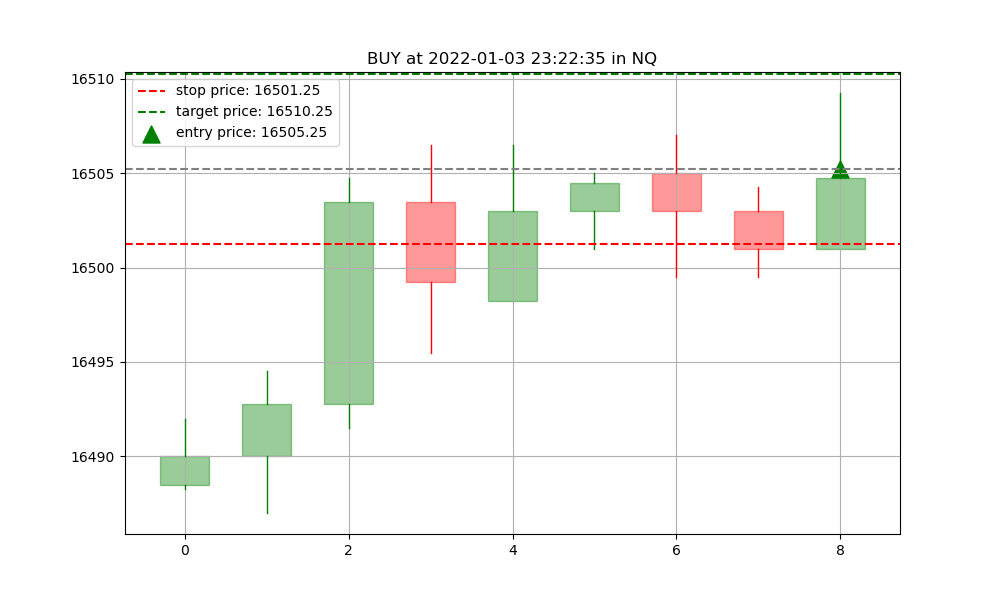 BUY at 2022-01-03 23:22:35 in NQ
stop price: 16501.25
target price: 16510.25
entry price: 16505.25
16510
16505
16500
16495
16490
0 2 4 6 8